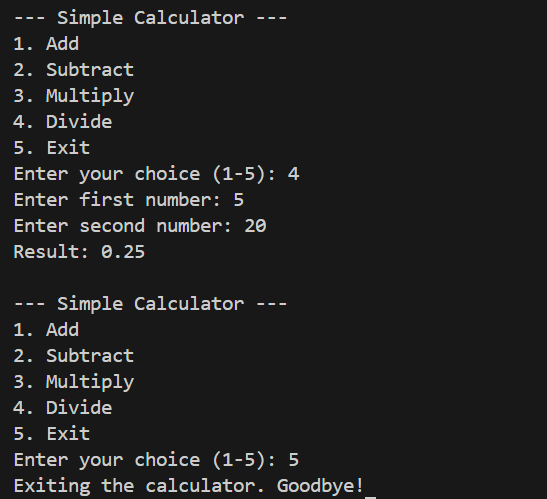 --- Simple Calculator ---
1. Add
2. Subtract
3. Multiply
4. Divide
5. Exit
Enter your choice (1-5): 4
Enter first number: 5
Enter second number: 20
Result: 0.25

--- Simple Calculator ---
1. Add
2. Subtract
3. Multiply
4. Divide
5. Exit
Enter your choice (1-5): 5
Exiting the calculator. Goodbye!